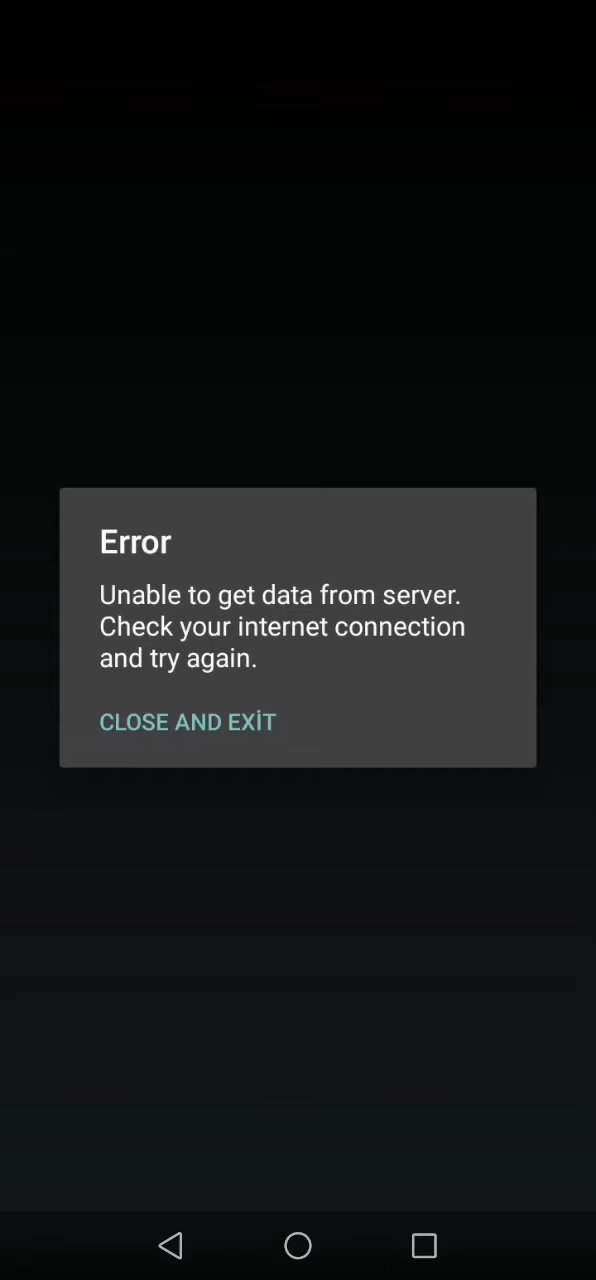 Error
Unable to get data from server.
Check your internet connection
and try again.
CLOSE AND EXİT